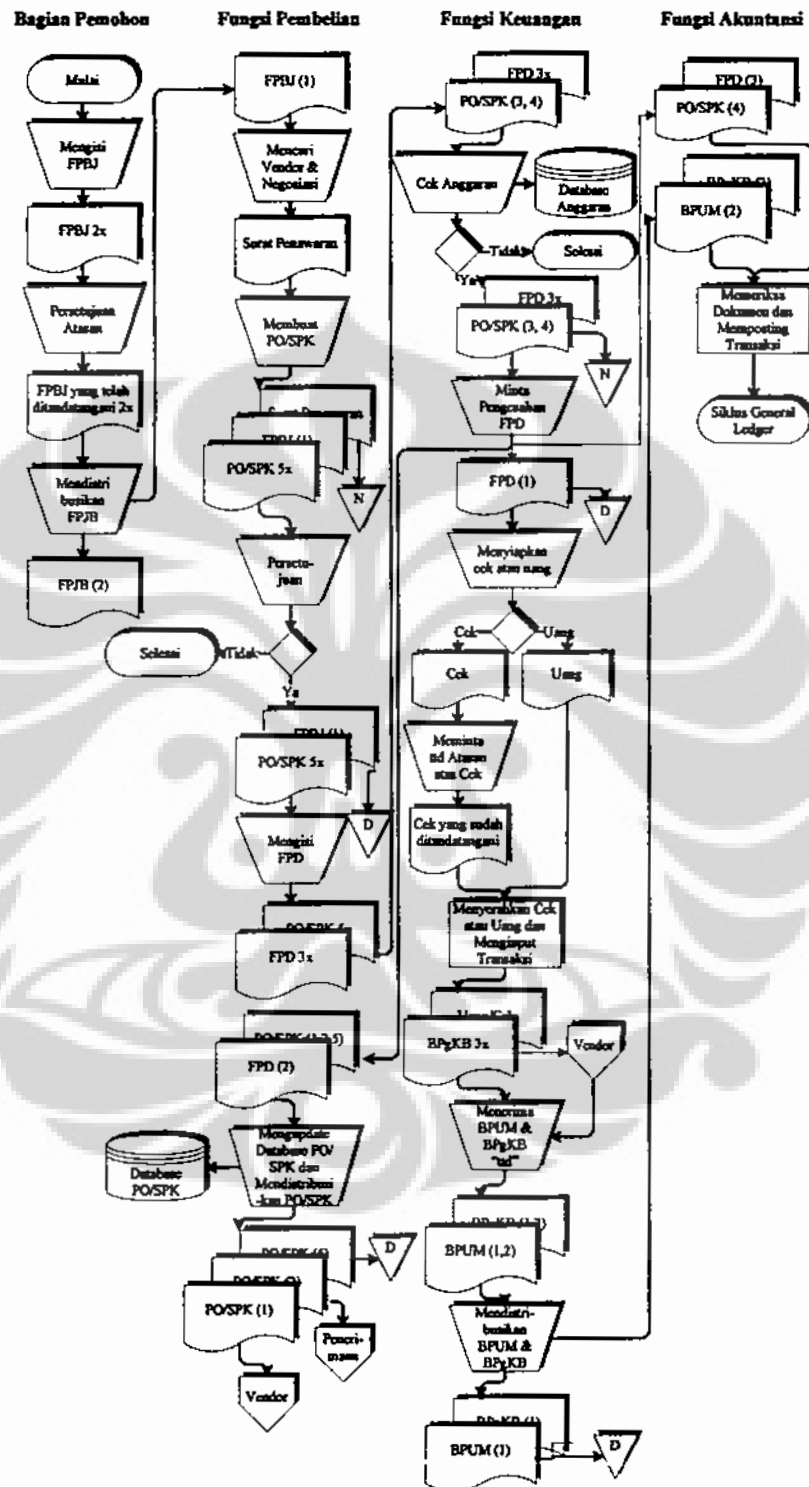 Bagian Pemohon
Fungsi Pembelian
Fungsi Keuangan
Fungsi Akuntansi
Mulai
Mengisi
FPBJ
FPBJ 2x
Persetujuan
Atasan
FPBJ yang telah
ditandatangani 2x
Mendistri
busikan
FPJB
FPJB (2)
FPBJ (1)
Mencari
Vendor &
Negosiasi
Surat Penawaran
Membuat
PO/SPK
FPBJ (1)
PO/SPK 5x
N
Persetu-
juan
Tidak
Selesai
Ya
FPBJ (1)
PO/SPK 5x
D
Mengisi
FPD
FPD 3x
FPD (2)
Mengupdate
Database PO/
SPK dan
Mendistribusi
-kan PO/SPK
Database
PO/SPK
D
PO/SPK (1)
Peneri-
maan
Vendor
FPD 3x
PO/SPK (3, 4)
Cek Anggaran
Database
Anggaran
Tidak
Selesai
Ya
FPD 3x
PO/SPK (3, 4)
N
Minta
Pengesahan
FPD
FPD (1)
D
Menyiapkan
cek atau uang
Cek
Uang
Cek
Uang
Meminta
ttd Atasan
atas Cek
Cek yang sudah
ditandatangani
Menyerahkan Cek
atau Uang dan
Menginput
Transaksi
BPgKB 3x
Vendor
Menerima
BPUM &
BPgKB
"ttd"
BPUM (1,2)
Mendistri-
busikan
BPUM &
BPgKB
BPgKB (1)
BPUM (1)
D
FPD (3)
PO/SPK (4)
BPUM (2)
Memeriksa
Dokumen dan
Memposting
Transaksi
Siklus General
Ledger